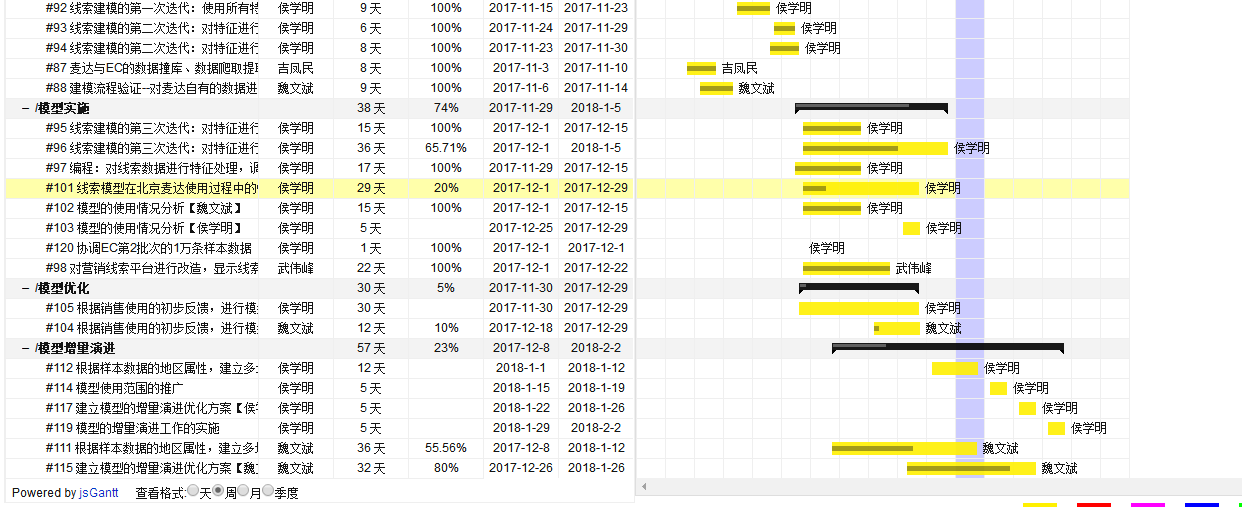 #92 线索建模的第一次迭代：使用所有特 侯学明 9 天 100% 2017-11-15 2017-11-23 侯学明
#93 线索建模的第二次迭代：对特征进行 侯学明 6 天 100% 2017-11-24 2017-11-29 侯学明
#94 线索建模的第二次迭代：对特征进行 侯学明 8 天 100% 2017-11-23 2017-11-30 侯学明
#87 麦达与EC的数据撞库、数据爬取提取 吉凤民 8 天 100% 2017-11-3 2017-11-10 吉凤民
#88 建模流程验证--对麦达自有的数据进 魏文斌 9 天 100% 2017-11-6 2017-11-14 魏文斌
– /模型实施 38 天 74% 2017-11-29 2018-1-5
#95 线索建模的第三次迭代：对特征进行 侯学明 15 天 100% 2017-12-1 2017-12-15 侯学明
#96 线索建模的第三次迭代：对特征进行 侯学明 36 天 65.71% 2017-12-1 2018-1-5 侯学明
#97 编程：对线索数据进行特征处理，调 侯学明 17 天 100% 2017-11-29 2017-12-15 侯学明
#101 线索模型在北京麦达使用过程中的 侯学明 29 天 20% 2017-12-1 2017-12-29 侯学明
#102 模型的使用情况分析【魏文斌】 侯学明 15 天 100% 2017-12-1 2017-12-15 侯学明
#103 模型的使用情况分析【侯学明】 侯学明 5 天 2017-12-25 2017-12-29 侯学明
#120 协调EC第2批次的1万条样本数据 侯学明 1 天 100% 2017-12-1 2017-12-1 侯学明
#98 对营销线索平台进行改造，显示线索 武伟峰 22 天 100% 2017-12-1 2017-12-22 武伟峰
– /模型优化 30 天 5% 2017-11-30 2017-12-29
#105 根据销售使用的初步反馈，进行模 侯学明 30 天 2017-11-30 2017-12-29 侯学明
#104 根据销售使用的初步反馈，进行模 魏文斌 12 天 10% 2017-12-18 2017-12-29 魏文斌
– /模型增量演进 57 天 23% 2017-12-8 2018-2-2
#112 根据样本数据的地区属性，建立多 侯学明 12 天 2018-1-1 2018-1-12 侯学明
#114 模型使用范围的推广 侯学明 5 天 2018-1-15 2018-1-19 侯学明
#117 建立模型的增量演进优化方案【侯学 侯学明 5 天 2018-1-22 2018-1-26 侯学明
#119 模型的增量演进工作的实施 侯学明 5 天 2018-1-29 2018-2-2 侯学明
#111 根据样本数据的地区属性，建立多 魏文斌 36 天 55.56% 2017-12-8 2018-1-12 魏文斌
#115 建立模型的增量演进优化方案【魏文 魏文斌 32 天 80% 2017-12-26 2018-1-26 魏文斌
Powered by jsGantt 查看格式: 天 周 月 季度